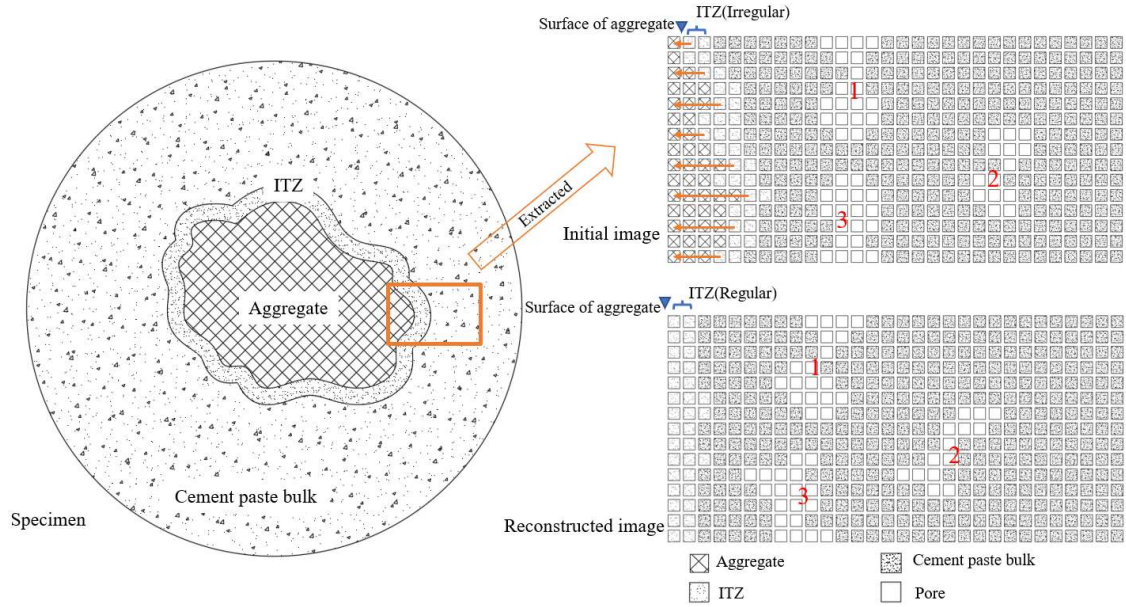 ITZ
Aggregate
Cement paste bulk
Specimen
Extracted
ITZ(Irregular)
Surface of aggregate
1
2
3
Initial image
ITZ(Regular)
Surface of aggregate
1
2
3
Reconstructed image
Aggregate
Cement paste bulk
ITZ
Pore